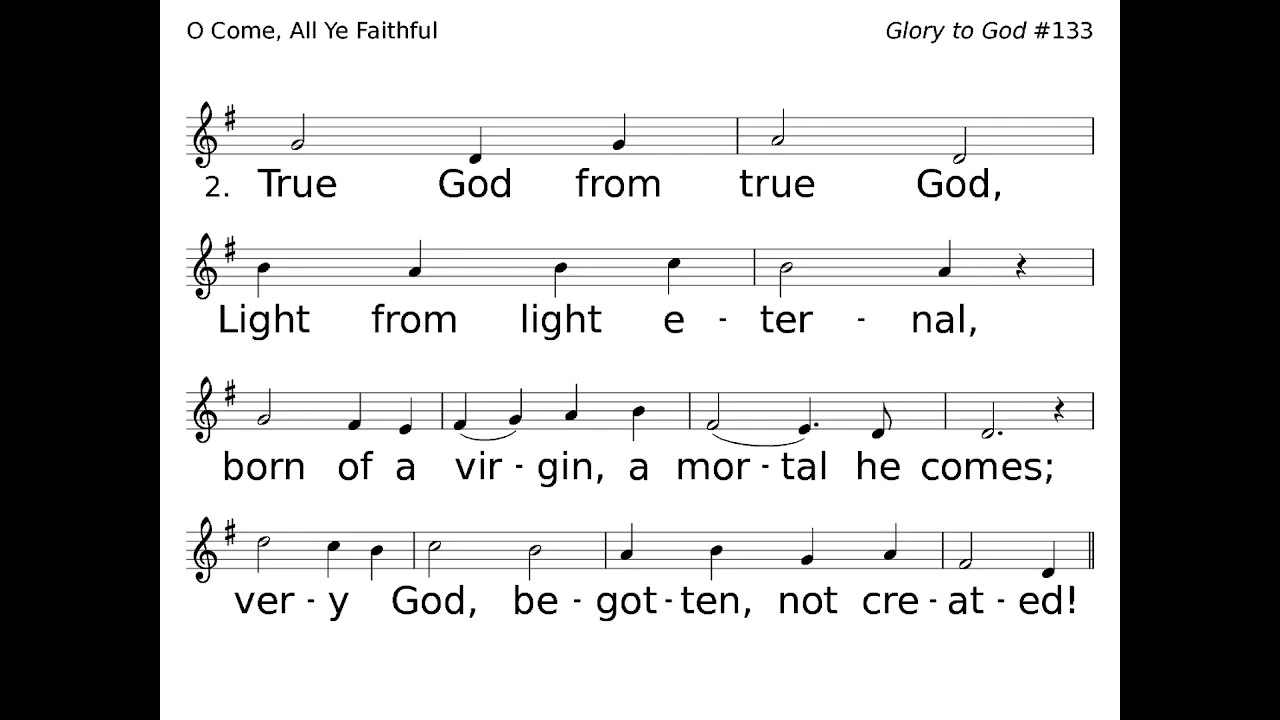 O Come, All Ye Faithful Glory to God #133
2. True God from true God,
Light from light e - ter - nal,
born of a vir - gin, a mor - tal he comes;
ver - y God, be - got - ten, not cre - at - ed!